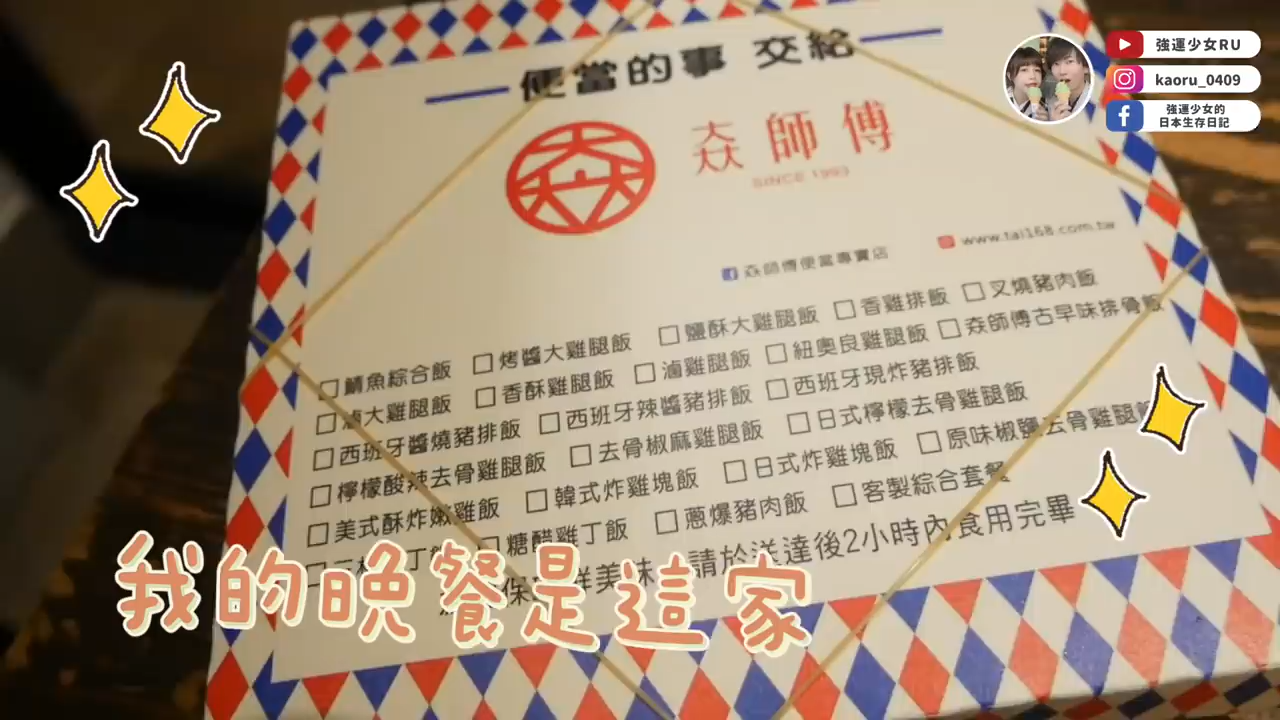 強運少女RU
kaoru_0409
強運少女的
日本生存日記
便當的事 交給
猋師傅
SINCE 1993
猋師傅便當專賣店
www.tai168.com.tw
□鯖魚綜合飯 □烤醬大雞腿飯 □鹽酥大雞腿飯 □香雞排飯 □叉燒豬肉飯
□滷大雞腿飯 □香酥雞腿飯 □滷雞腿飯 □紐奧良雞腿飯 □猋師傅古早味排骨飯
□西班牙醬燒豬排飯 □西班牙辣醬豬排飯 □西班牙現炸豬排飯
□檸檬酸辣去骨雞腿飯 □去骨椒麻雞腿飯 □日式檸檬去骨雞腿飯
□美式酥炸嫩雞飯 □韓式炸雞塊飯 □日式炸雞塊飯 □原味椒鹽去骨雞腿
丁 糖醋雞丁飯 □蔥爆豬肉飯 □客製綜合套餐
保 鮮美味 請於送達後2小時內食用完畢
我的晚餐是這家